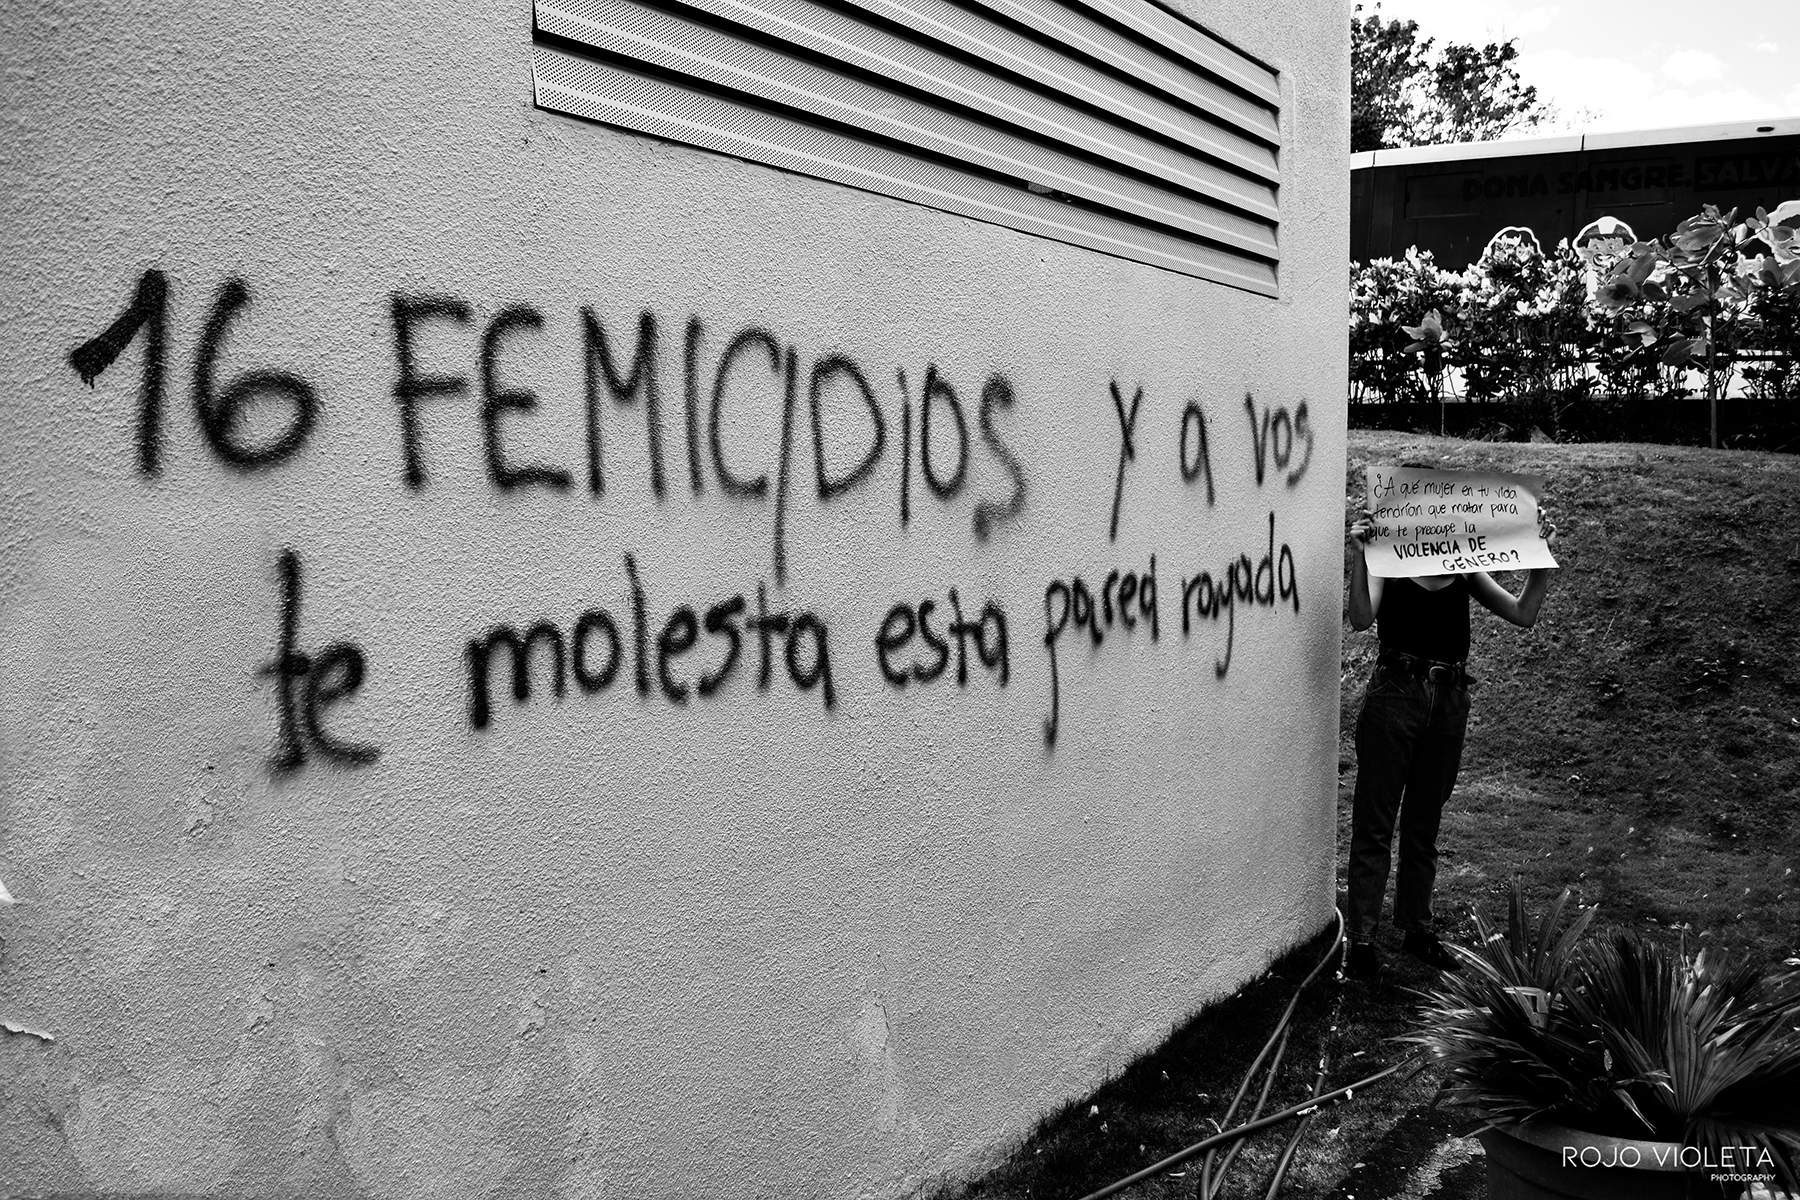 16 FEMICIDIOS Y a vos
te molesta esta pared rayada
DONA SANGRE, SALVA
¿A qué mujer en tu vida
tendrían que matar para
que te preocupe la
VIOLENCIA DE
GÉNERO?
ROJO VIOLETA
PHOTOGRAPHY